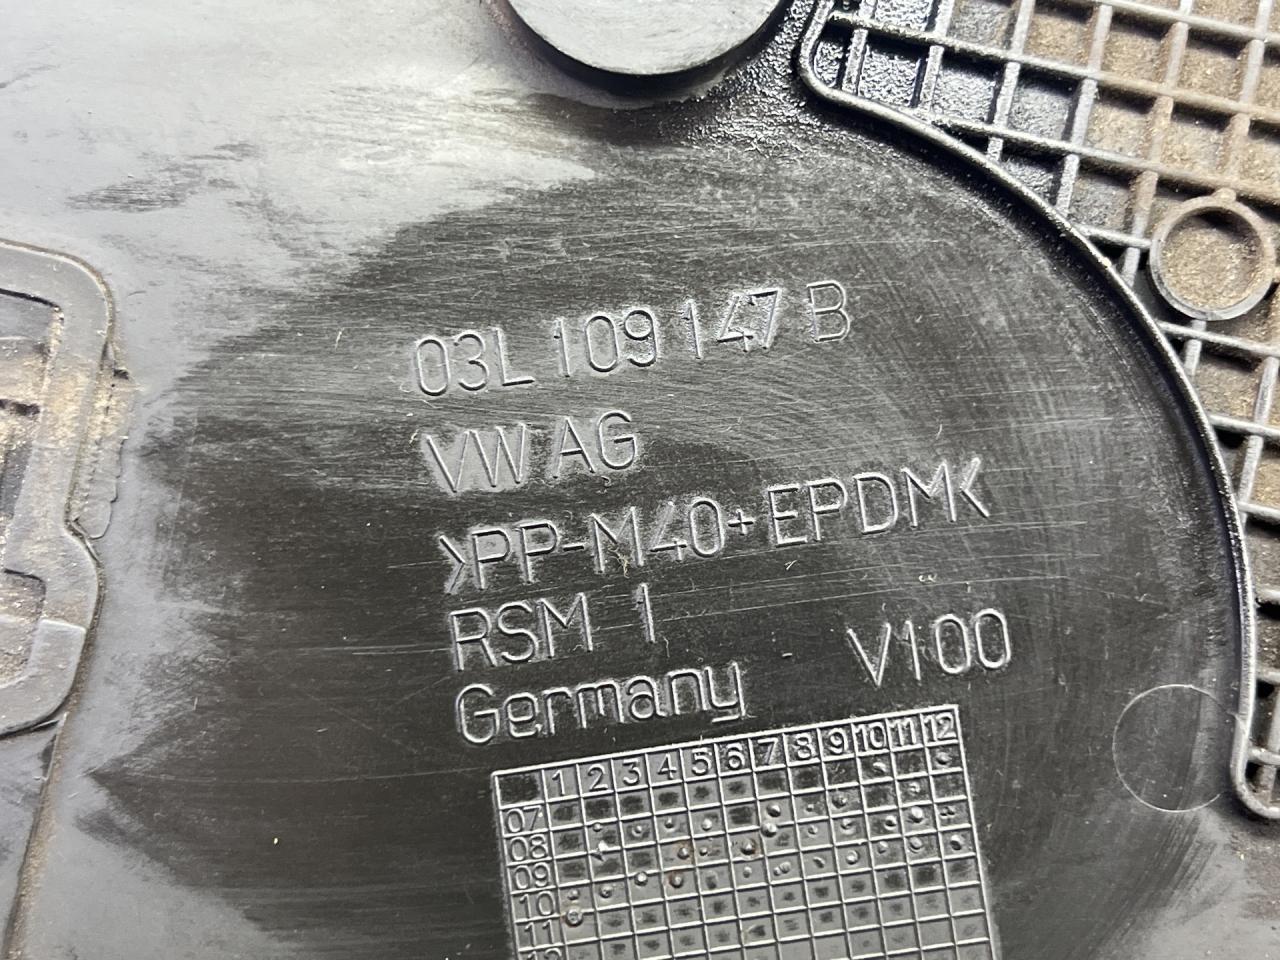 03L 109 147 B
VW AG
>PP-M40+EPDM<
RSM 1
Germany V100
1 2 3 4 5 6 7 8 9 10 11 12
07
08
09
10
11